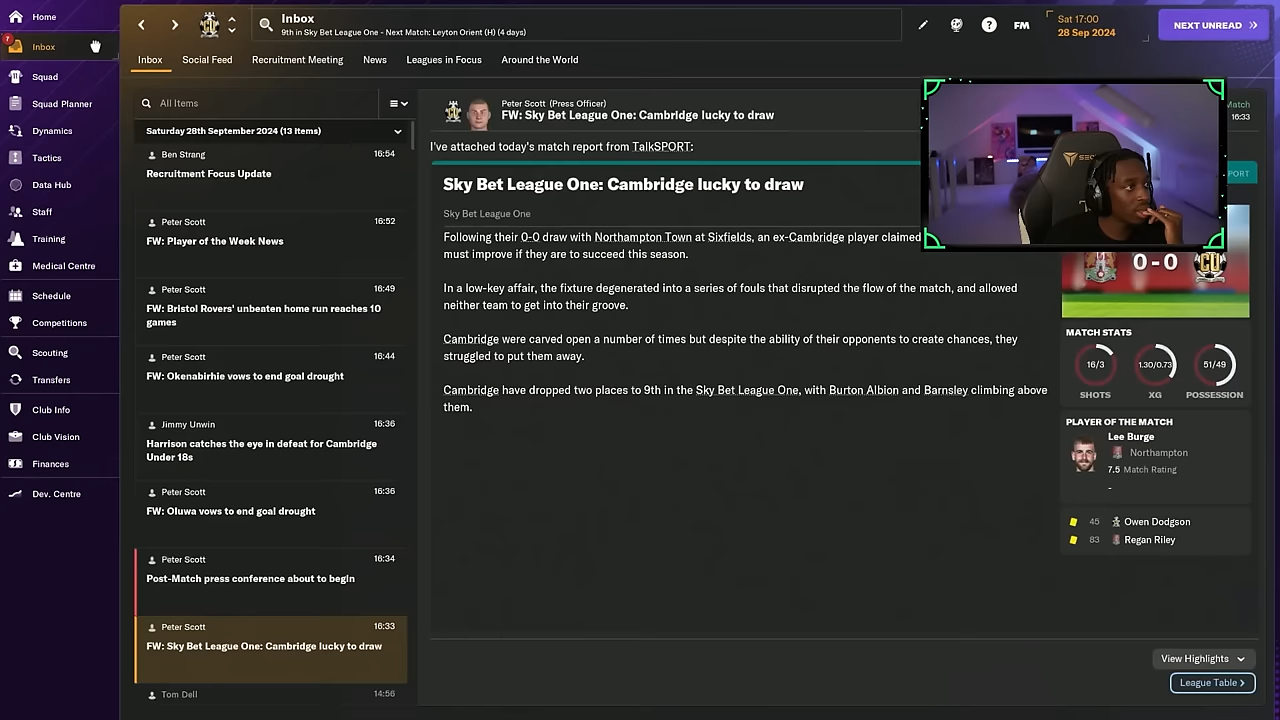 Home
Inbox
7
Squad
Squad Planner
Dynamics
Tactics
Data Hub
Staff
Training
Medical Centre
Schedule
Competitions
Scouting
Transfers
Club Info
Club Vision
Finances
Dev. Centre
Inbox
9th in Sky Bet League One - Next Match: Leyton Orient (H) (4 days)
FM
Sat 17:00
28 Sep 2024
NEXT UNREAD
Inbox
Social Feed
Recruitment Meeting
News
Leagues in Focus
Around the World
All Items
Saturday 28th September 2024 (13 Items)
Ben Strang 16:54
Recruitment Focus Update
Peter Scott 16:52
FW: Player of the Week News
Peter Scott 16:49
FW: Bristol Rovers' unbeaten home run reaches 10
games
Peter Scott 16:44
FW: Okenabirhie vows to end goal drought
Jimmy Unwin 16:36
Harrison catches the eye in defeat for Cambridge
Under 18s
Peter Scott 16:36
FW: Oluwa vows to end goal drought
Peter Scott 16:34
Post-Match press conference about to begin
Peter Scott 16:33
FW: Sky Bet League One: Cambridge lucky to draw
Tom Dell 14:56
Peter Scott (Press Officer)
FW: Sky Bet League One: Cambridge lucky to draw
Match
16:33
I've attached today's match report from TalkSPORT:
PORT
Sky Bet League One: Cambridge lucky to draw
Sky Bet League One
Following their 0-0 draw with Northampton Town at Sixfields, an ex-Cambridge player claimed
must improve if they are to succeed this season.
In a low-key affair, the fixture degenerated into a series of fouls that disrupted the flow of the match, and allowed
neither team to get into their groove.
Cambridge were carved open a number of times but despite the ability of their opponents to create chances, they
struggled to put them away.
Cambridge have dropped two places to 9th in the Sky Bet League One, with Burton Albion and Barnsley climbing above
them.
0-0
CU
MATCH STATS
16/3
1.30/0.73
51/49
SHOTS
XG
POSSESSION
PLAYER OF THE MATCH
Lee Burge
Northampton
7.5 Match Rating
-
45 Owen Dodgson
83 Regan Riley
View Highlights
League Table